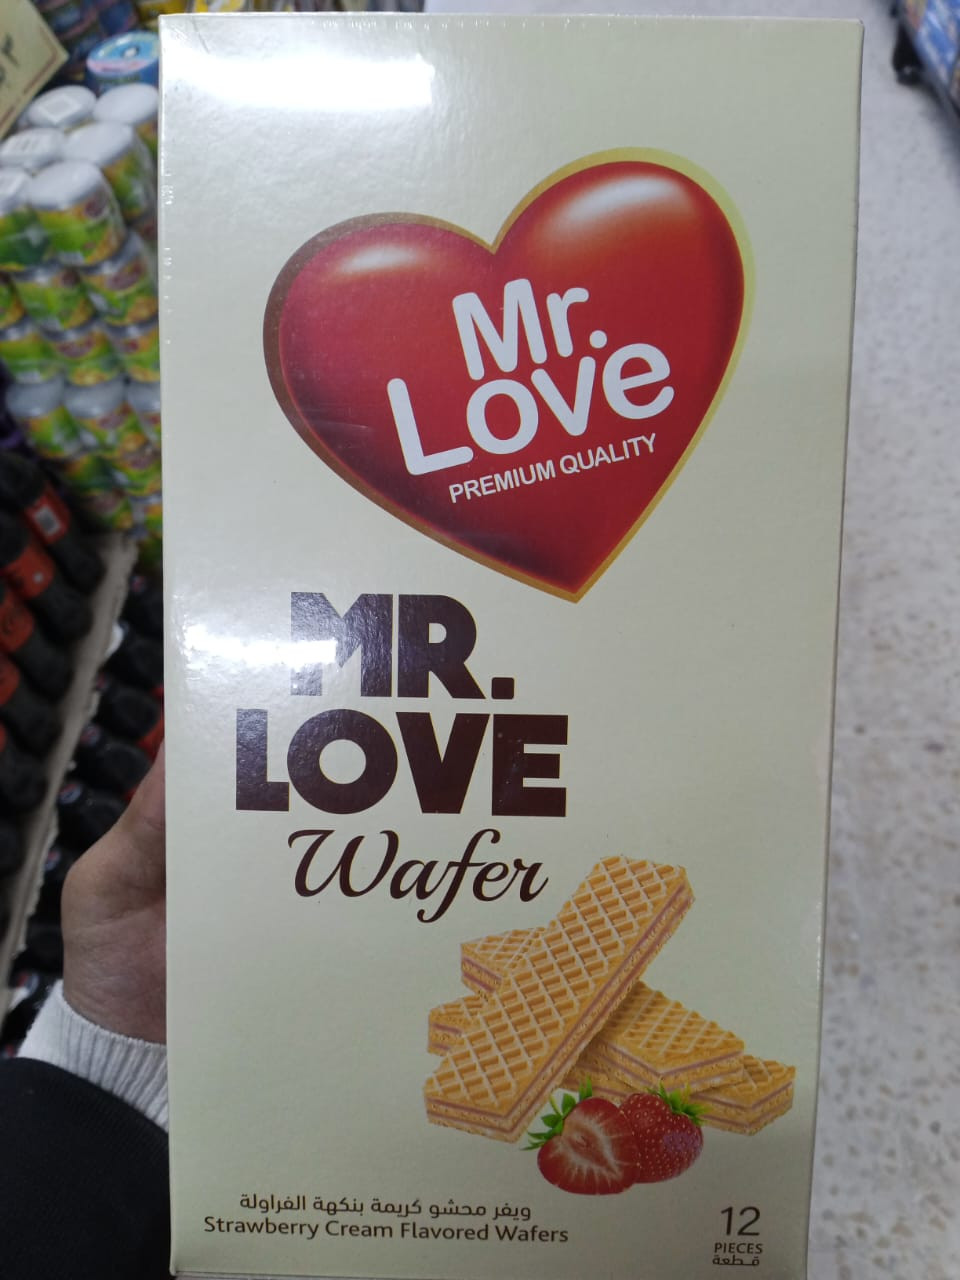 Mr.
Love
PREMIUM QUALITY
MR.
LOVE
Wafer
ويفر محشو كريمة بنكهة الفراولة
Strawberry Cream Flavored Wafers
12
PIECES
قطعة